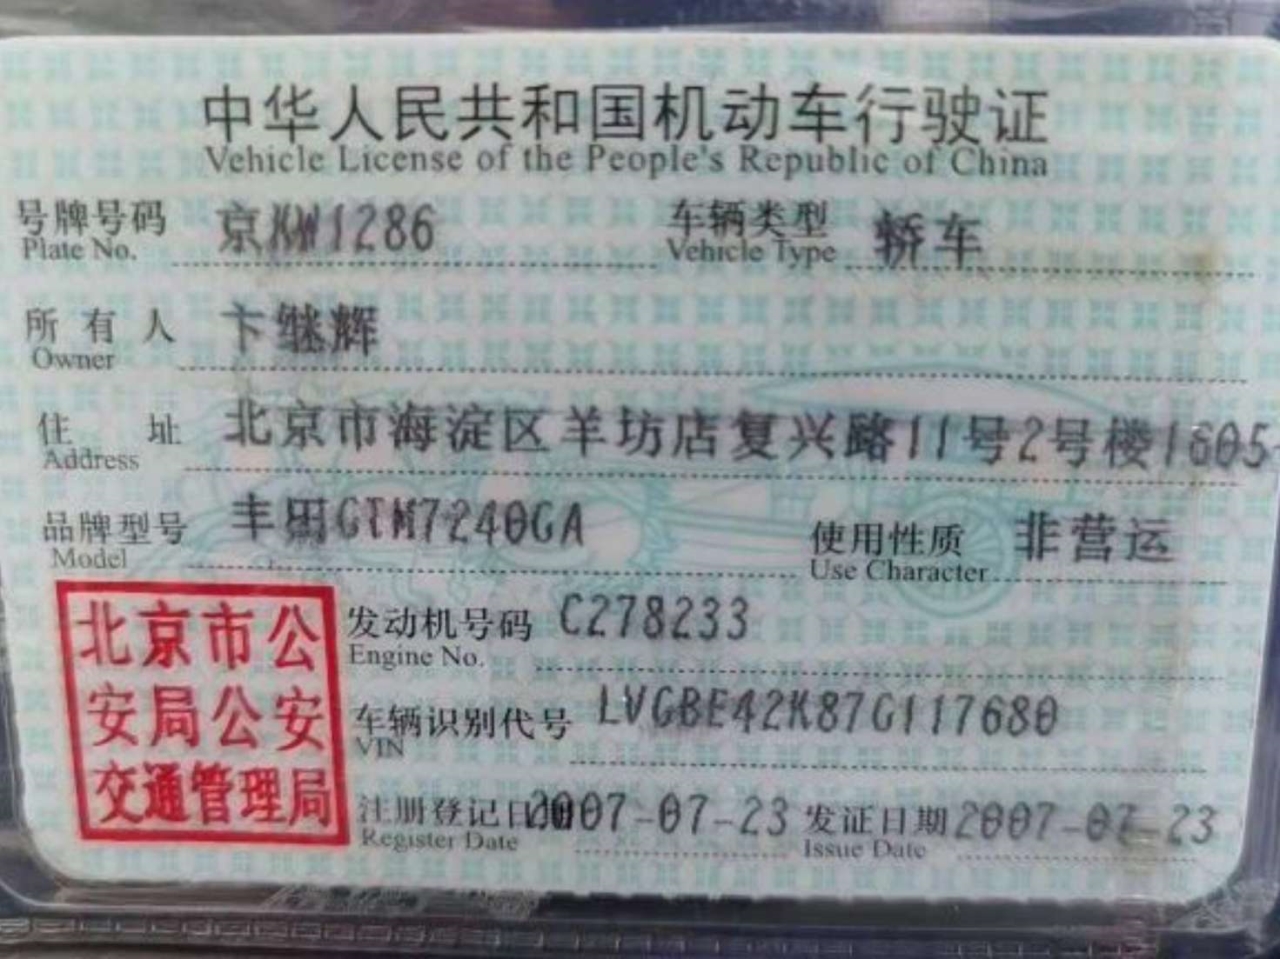 中华人民共和国机动车行驶证
Vehicle License of the People's Republic of China
号牌号码 京KW1286 车辆类型 轿车
Plate No. Vehicle Type
所有人 卞继辉
Owner
住址 北京市海淀区羊坊店复兴路11号2号楼1605
Address
品牌型号 丰田GTM7240GA 使用性质 非营运
Model Use Character
北京市公
安局公安
交通管理局
发动机号码 C278233
Engine No.
车辆识别代号 LVGBE42K87G117680
VIN
注册登记日期 2007-07-23 发证日期 2007-07-23
Register Date Issue Date